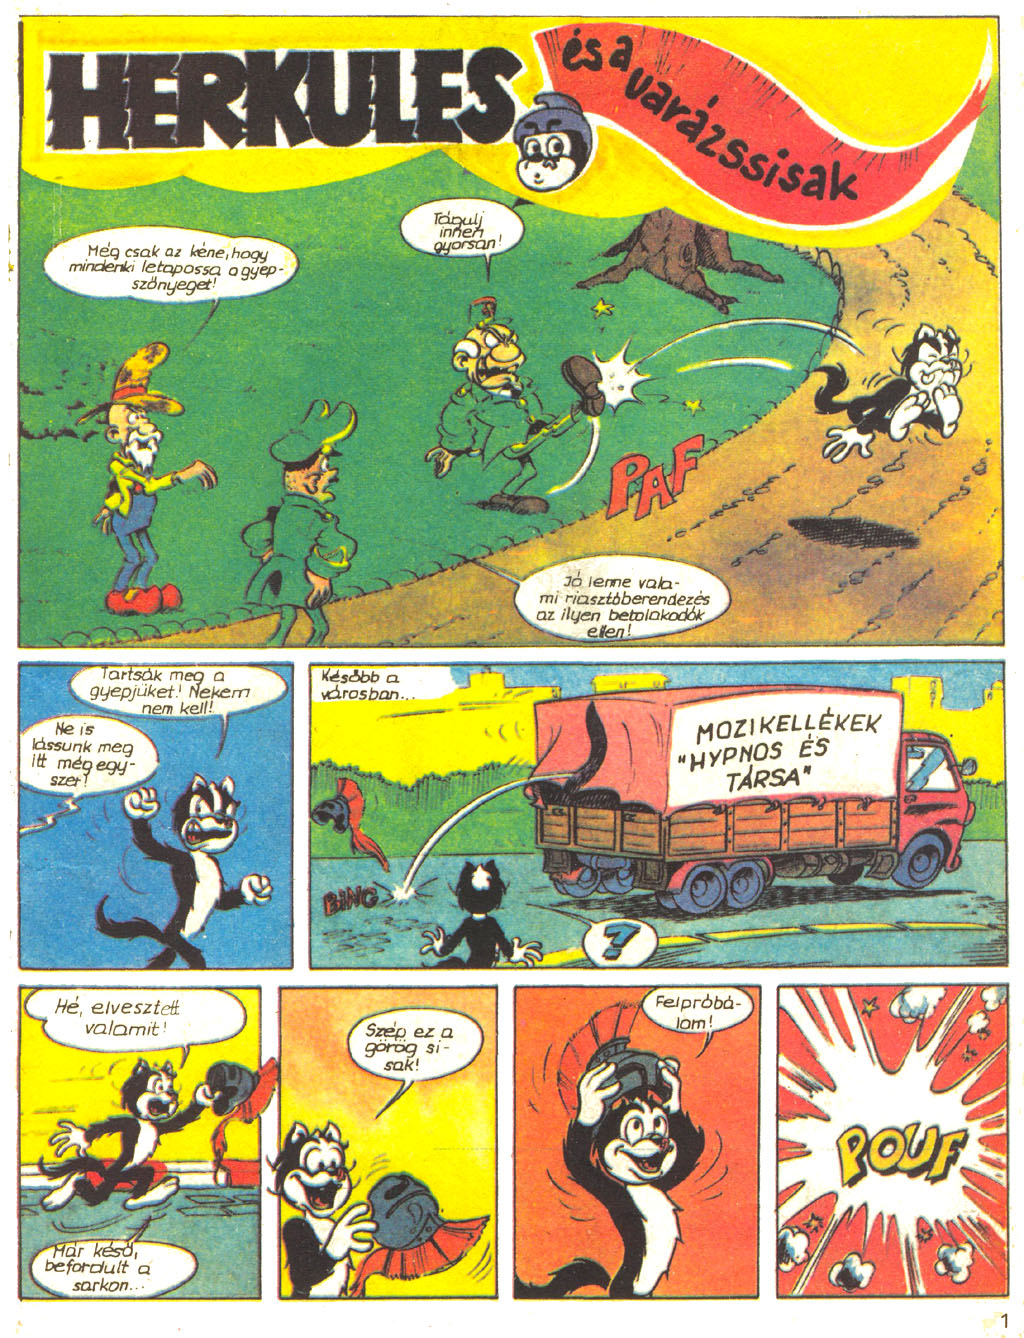 HERKULES
és a varázssisak
Még csak az kéne, hogy
mindenki letapossa a gyep-
szőnyeget!
Tágulj
innen
gyorsan!
PAF
Jó lenne vala-
mi riasztóberendezés
az ilyen betolakodók
ellen!
Tartsák meg a
gyepjüket! Nekem
nem kell!
Ne is
lássunk meg
itt még egy-
szer!
Később a
városban...
MOZIKELLÉKEK
"HYPNOS ÉS
TÁRSA"
BING
?
Hé, elvesztett
valamit!
Már késő,
befordult a
sarkon...
Szép ez a
görög si-
sak!
Felpróbá-
lom!
POUF
1